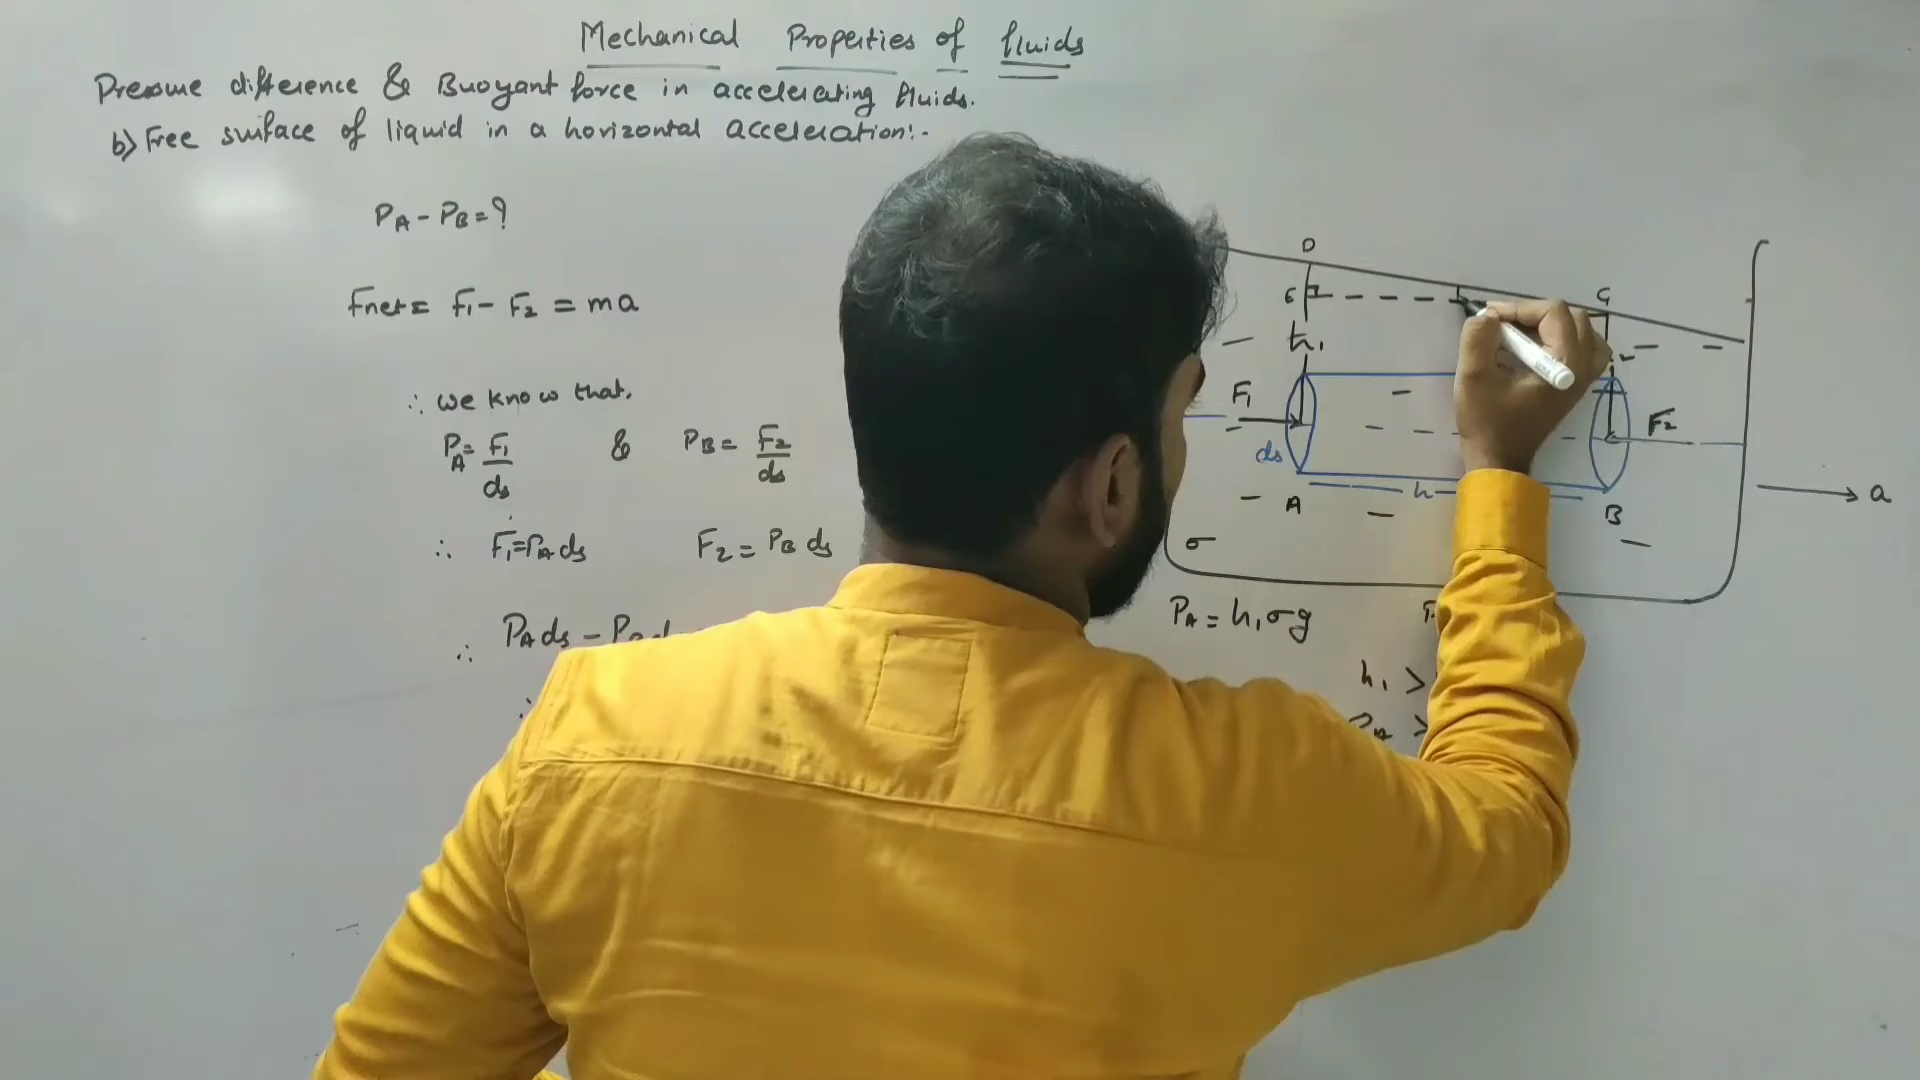 Mechanical Properties of fluids
Pressure difference & Buoyant force in accelerating fluids.
b) Free surface of liquid in a horizontal acceleration:-
PA - PB = ?
Fnet = F1 - F2 = ma
∴ we know that.
PA = F1/ds & PB = F2/ds
∴ F1 = PA ds F2 = PB ds
∴ PA ds -
D
E
C
h1
F1
F2
ds
h
A
B
a
σ
PA = h1σg
h1 >
PA >